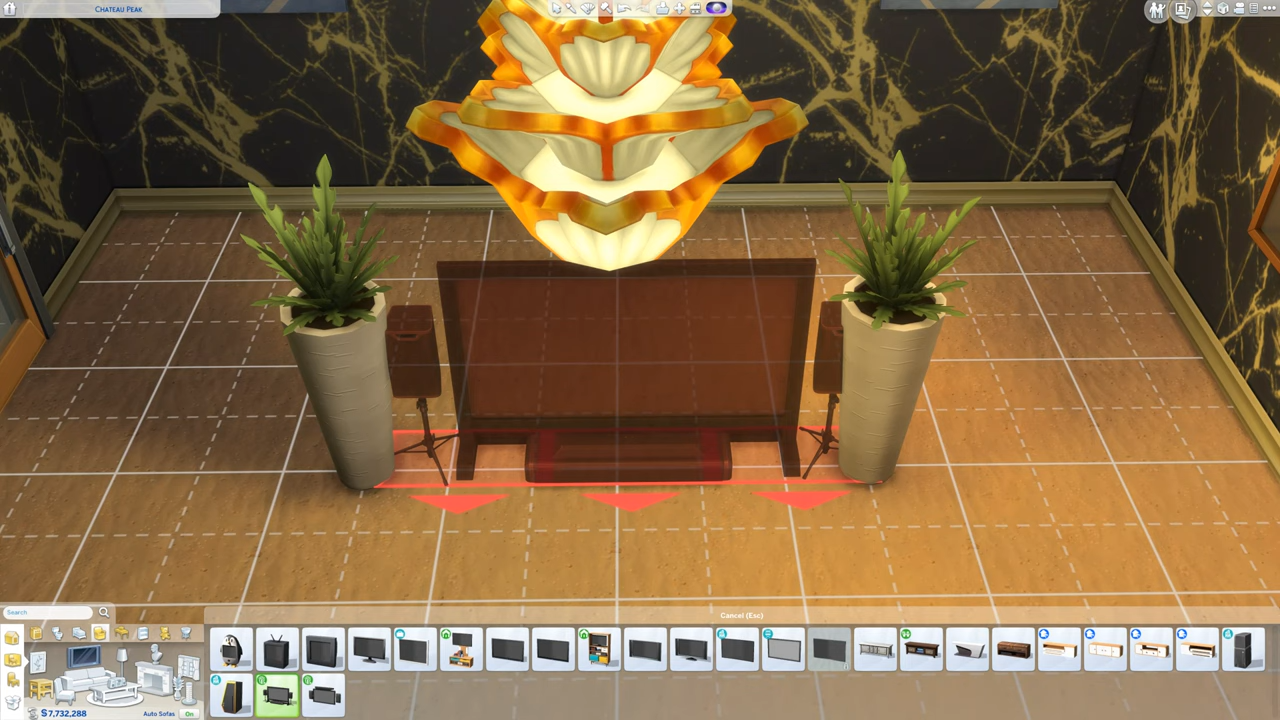 CHATEAU PEAK
Cancel (Esc)
Search
$7,732,288
Auto Sofas
On